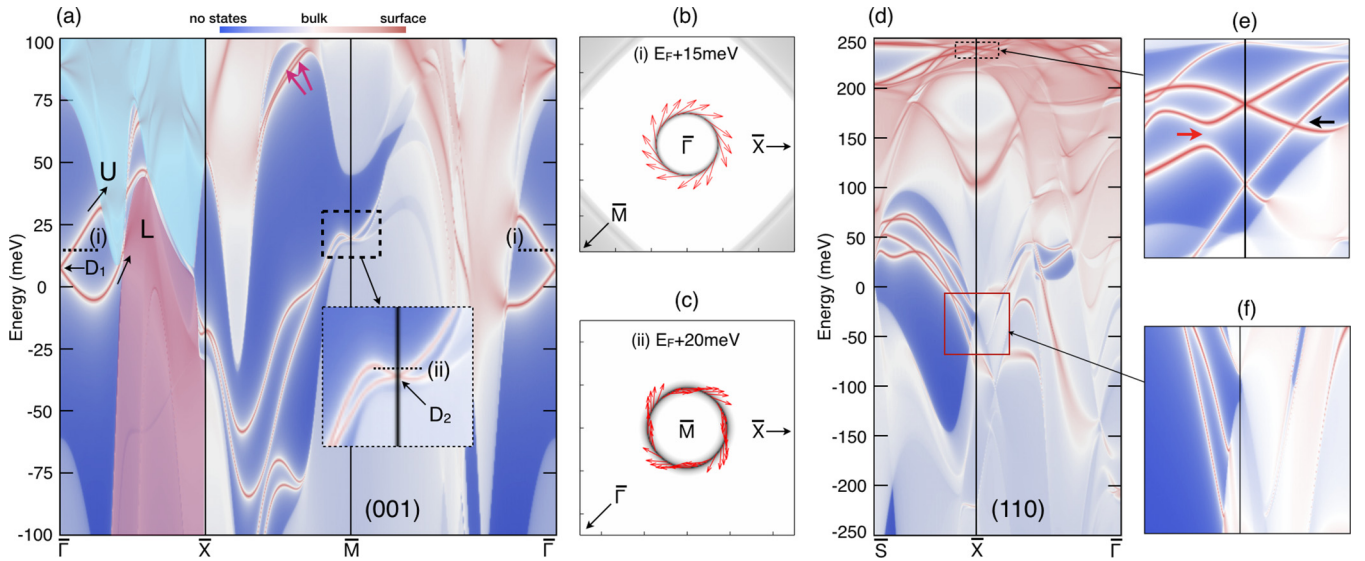 (a)
no states bulk surface
100
75
50
25
0
-25
-50
-75
-100
Energy (meV)
U
L
(i)
D1
(i)
(ii)
D2
(001)
Γ̅ X̅ M̅ Γ̅
(b)
(i) EF+15meV
Γ̅
X̅
M̅
(c)
(ii) EF+20meV
M̅
X̅
Γ̅
(d)
250
200
150
100
50
0
-50
-100
-150
-200
-250
Energy (meV)
(110)
S̅ X̅ Γ̅
(e)
(f)